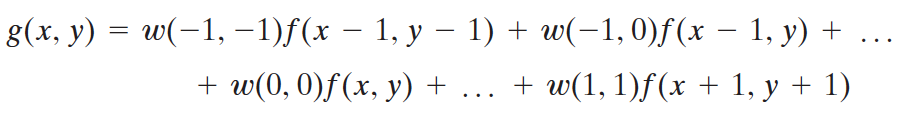 g(x, y) = w(−1, −1)f(x − 1, y − 1) + w(−1, 0)f(x − 1, y) + ...
+ w(0, 0)f(x, y) + ... + w(1, 1)f(x + 1, y + 1)